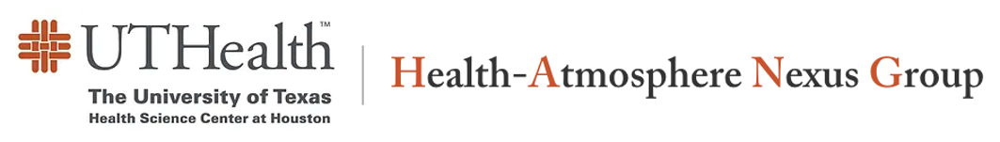 UTHealth™
The University of Texas
Health Science Center at Houston
Health-Atmosphere Nexus Group